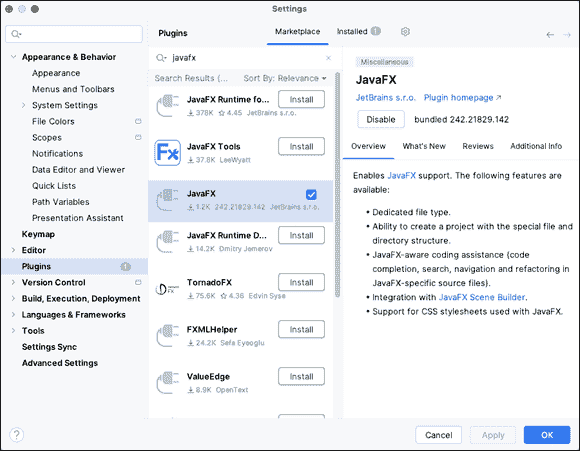 Settings
Appearance & Behavior
Appearance
Menus and Toolbars
System Settings
File Colors
Scopes
Notifications
Data Editor and Viewer
Quick Lists
Path Variables
Presentation Assistant
Keymap
Editor
Plugins 1
Version Control
Build, Execution, Deployment
Languages & Frameworks
Tools
Settings Sync
Advanced Settings
?
Plugins
Marketplace
Installed 1
javafx
Search Results (... Sort By: Relevance
JavaFX Runtime fo... Install
378K 4.45 JetBrains s.r.o.
Fx
JavaFX Tools Install
37.8K LeeWyatt
JavaFX
1.2K 242.21829.142 JetBrains s.r.o.
JavaFX Runtime D... Install
14.2K Dmitry Jemerov
FX
TornadoFX Install
75.6K 4.36 Edvin Syse
FXMLHelper Install
24.2K Sefa Eyeoglu
ValueEdge Install
8.9K OpenText
Miscellaneous
JavaFX
JetBrains s.r.o. Plugin homepage
Disable bundled 242.21829.142
Overview What's New Reviews Additional Info
Enables JavaFX support. The following features are
available:
• Dedicated file type.
• Ability to create a project with the special file and
directory structure.
• JavaFX-aware coding assistance (code
completion, search, navigation and refactoring in
JavaFX-specific source files).
• Integration with JavaFX Scene Builder.
• Support for CSS stylesheets used with JavaFX.
Cancel Apply OK